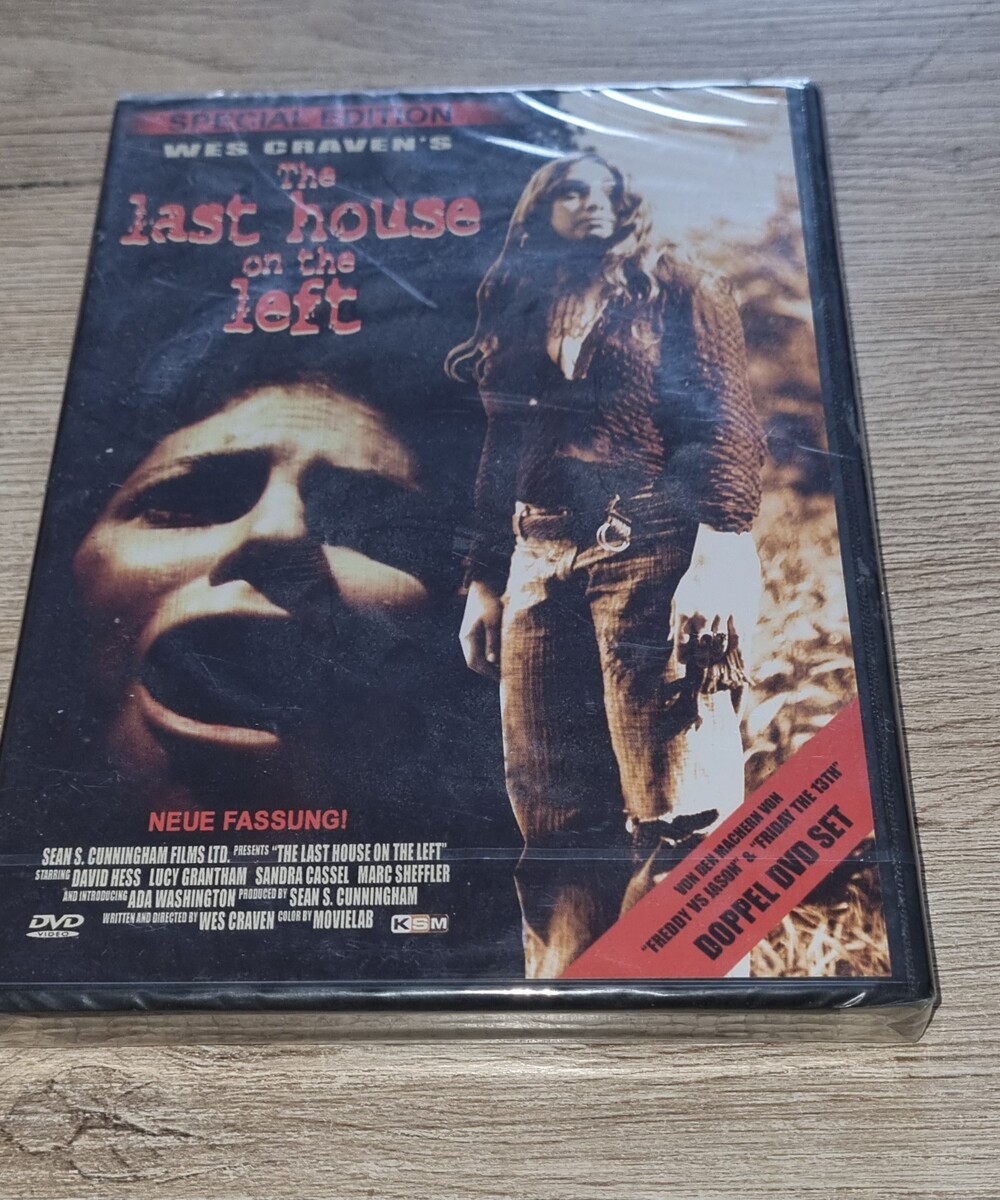 SPECIAL EDITION
WES CRAVEN'S
The
last house
on the
left
NEUE FASSUNG!
SEAN S. CUNNINGHAM FILMS LTD. PRESENTS "THE LAST HOUSE ON THE LEFT"
STARRING DAVID HESS LUCY GRANTHAM SANDRA CASSEL MARC SHEFFLER
AND INTRODUCING ADA WASHINGTON PRODUCED BY SEAN S. CUNNINGHAM
WRITTEN AND DIRECTED BY WES CRAVEN COLOR BY MOVIELAB
DVD
VIDEO
KSM
VON DEN MACHERN VON
"FREDDY VS JASON" & "FRIDAY THE 13TH"
DOPPEL DVD SET